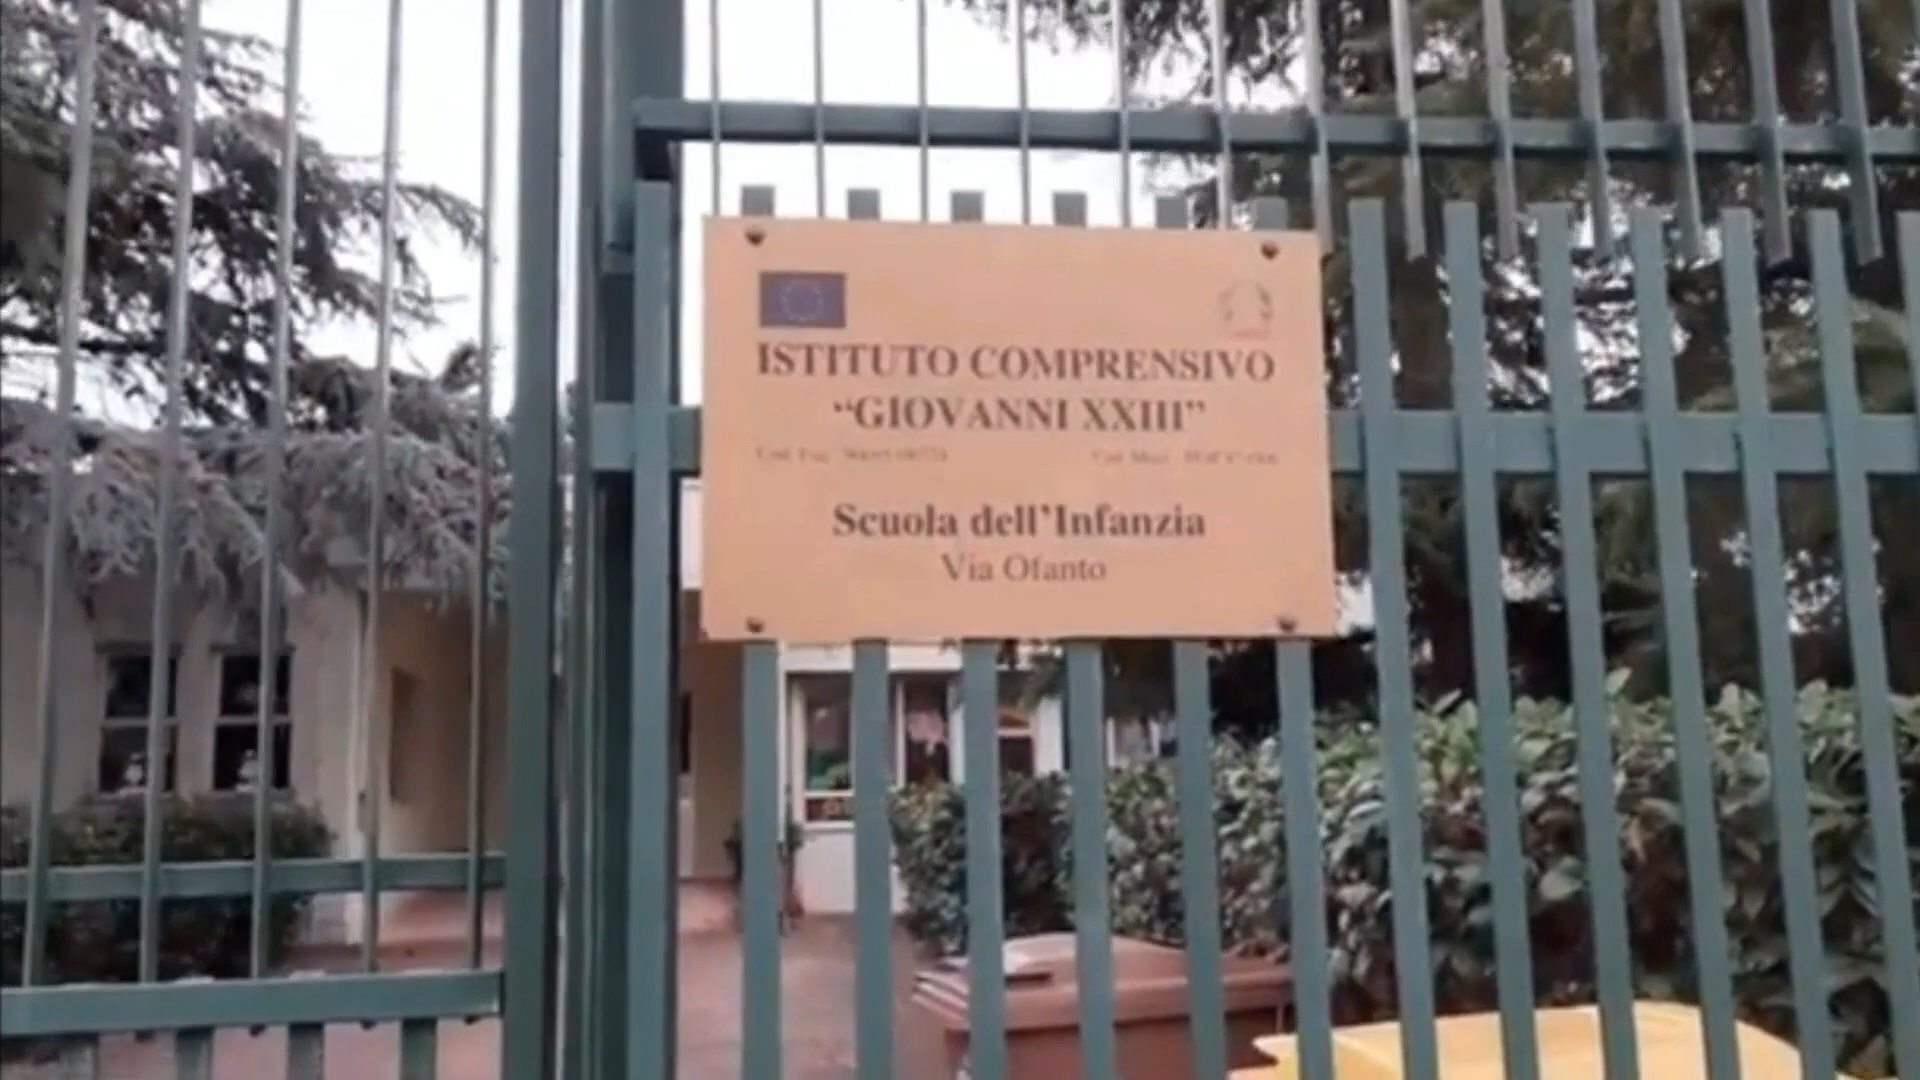 ISTITUTO COMPRENSIVO
“GIOVANNI XXIII”
Scuola dell’Infanzia
Via Ofanto